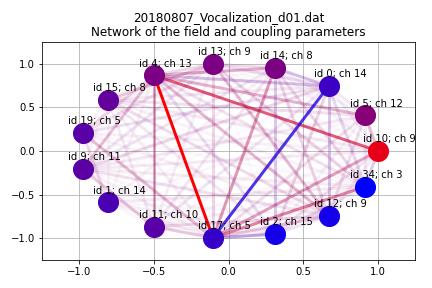 20180807_Vocalization_d01.dat
Network of the field and coupling parameters
id 13; ch 9
id 4; ch 13
id 14; ch 8
id 0; ch 14
id 15; ch 8
id 5; ch 12
id 19; ch 5
id 10; ch 9
id 9; ch 11
id 34; ch 3
id 1; ch 14
id 12; ch 9
id 11; ch 10
id 17; ch 5
id 2; ch 15
1.0
0.5
0.0
−0.5
−1.0
−1.0
−0.5
0.0
0.5
1.0